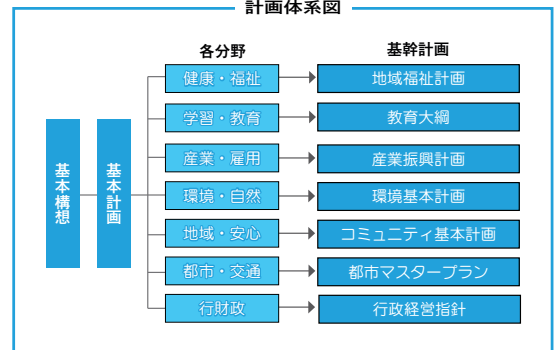 計画体系図
各分野
基幹計画
基本構想
基本計画
健康・福祉
地域福祉計画
学習・教育
教育大綱
産業・雇用
産業振興計画
環境・自然
環境基本計画
地域・安心
コミュニティ基本計画
都市・交通
都市マスタープラン
行財政
行政経営指針